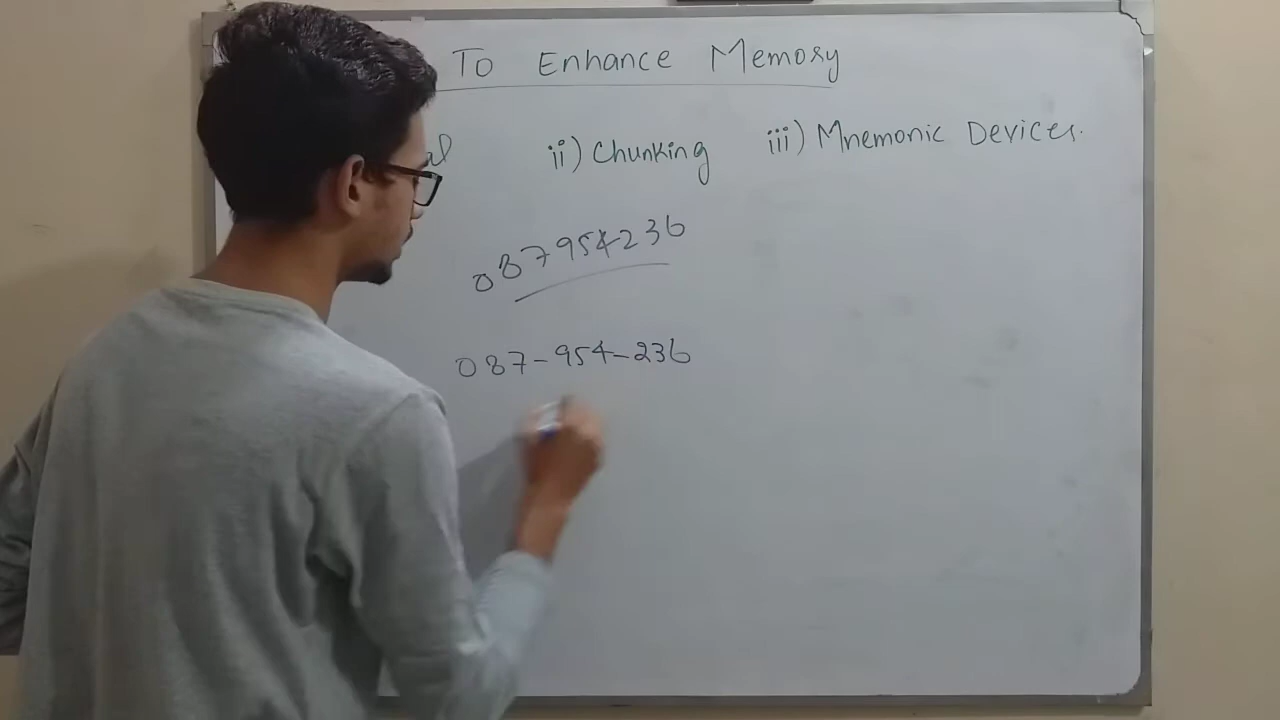 To Enhance Memory
ii) Chunking iii) Mnemonic Devices.
087954236
087-954-236